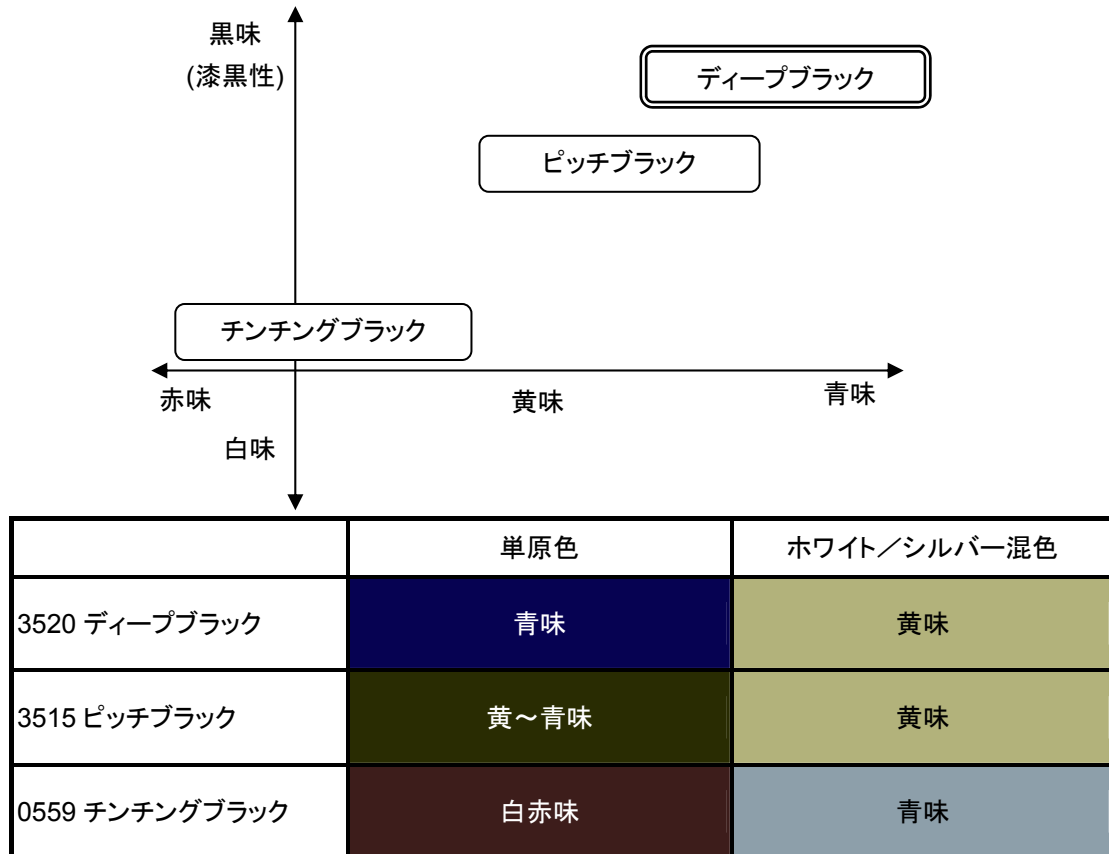 黒味
(漆黒性)
ディープブラック
ピッチブラック
チンチングブラック
赤味
黄味
青味
白味
単原色
ホワイト／シルバー混色
3520 ディープブラック
青味
黄味
3515 ピッチブラック
黄～青味
黄味
0559 チンチングブラック
白赤味
青味